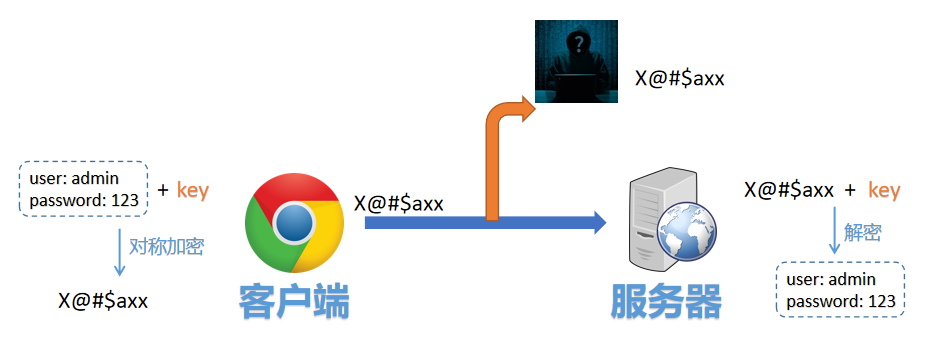 ?
X@#$axx
user: admin
password: 123
+ key
对称加密
X@#$axx
客户端
X@#$axx
服务器
X@#$axx + key
解密
user: admin
password: 123